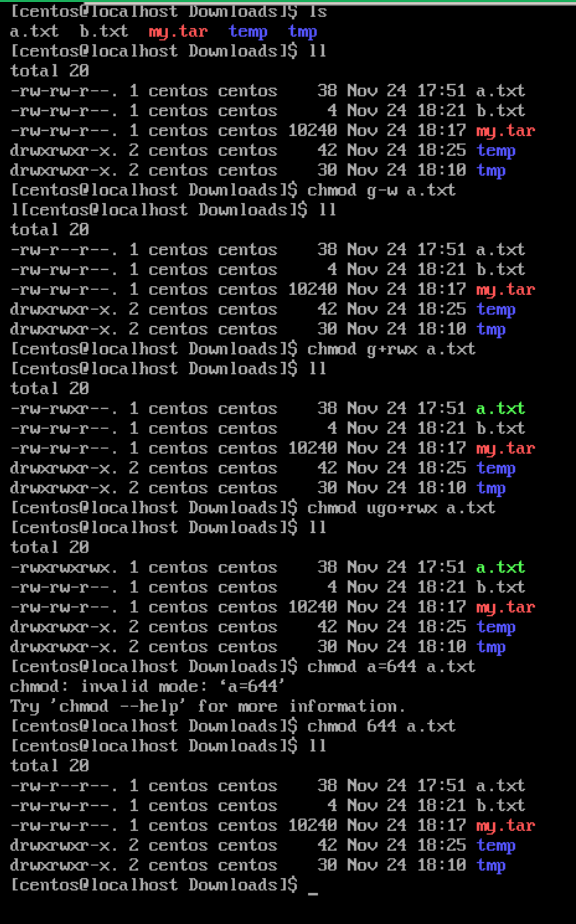 [centos@localhost Downloads]$ ls
a.txt  b.txt  my.tar  temp  tmp
[centos@localhost Downloads]$ ll
total 20
-rw-rw-r--. 1 centos centos    38 Nov 24 17:51 a.txt
-rw-rw-r--. 1 centos centos     4 Nov 24 18:21 b.txt
-rw-rw-r--. 1 centos centos 10240 Nov 24 18:17 my.tar
drwxrwxr-x. 2 centos centos    42 Nov 24 18:25 temp
drwxrwxr-x. 2 centos centos    30 Nov 24 18:10 tmp
[centos@localhost Downloads]$ chmod g-w a.txt
l[centos@localhost Downloads]$ ll
total 20
-rw-r--r--. 1 centos centos    38 Nov 24 17:51 a.txt
-rw-rw-r--. 1 centos centos     4 Nov 24 18:21 b.txt
-rw-rw-r--. 1 centos centos 10240 Nov 24 18:17 my.tar
drwxrwxr-x. 2 centos centos    42 Nov 24 18:25 temp
drwxrwxr-x. 2 centos centos    30 Nov 24 18:10 tmp
[centos@localhost Downloads]$ chmod g+rwx a.txt
[centos@localhost Downloads]$ ll
total 20
-rw-rwxr--. 1 centos centos    38 Nov 24 17:51 a.txt
-rw-rw-r--. 1 centos centos     4 Nov 24 18:21 b.txt
-rw-rw-r--. 1 centos centos 10240 Nov 24 18:17 my.tar
drwxrwxr-x. 2 centos centos    42 Nov 24 18:25 temp
drwxrwxr-x. 2 centos centos    30 Nov 24 18:10 tmp
[centos@localhost Downloads]$ chmod ugo+rwx a.txt
[centos@localhost Downloads]$ ll
total 20
-rwxrwxrwx. 1 centos centos    38 Nov 24 17:51 a.txt
-rw-rw-r--. 1 centos centos     4 Nov 24 18:21 b.txt
-rw-rw-r--. 1 centos centos 10240 Nov 24 18:17 my.tar
drwxrwxr-x. 2 centos centos    42 Nov 24 18:25 temp
drwxrwxr-x. 2 centos centos    30 Nov 24 18:10 tmp
[centos@localhost Downloads]$ chmod a=644 a.txt
chmod: invalid mode: ‘a=644’
Try 'chmod --help' for more information.
[centos@localhost Downloads]$ chmod 644 a.txt
[centos@localhost Downloads]$ ll
total 20
-rw-r--r--. 1 centos centos    38 Nov 24 17:51 a.txt
-rw-rw-r--. 1 centos centos     4 Nov 24 18:21 b.txt
-rw-rw-r--. 1 centos centos 10240 Nov 24 18:17 my.tar
drwxrwxr-x. 2 centos centos    42 Nov 24 18:25 temp
drwxrwxr-x. 2 centos centos    30 Nov 24 18:10 tmp
[centos@localhost Downloads]$ _